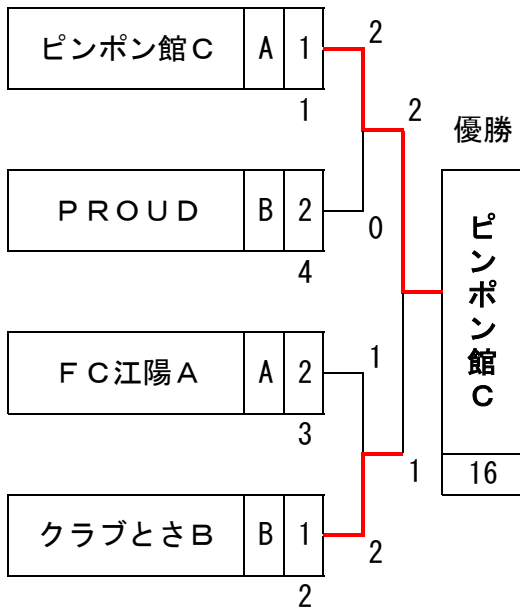 ピンポン館C A 1 2
1 2
優勝
PROUD B 2 0
4
ピンポン館C
FC江陽A A 2 1
3
1 16
クラブとさB B 1 2
2